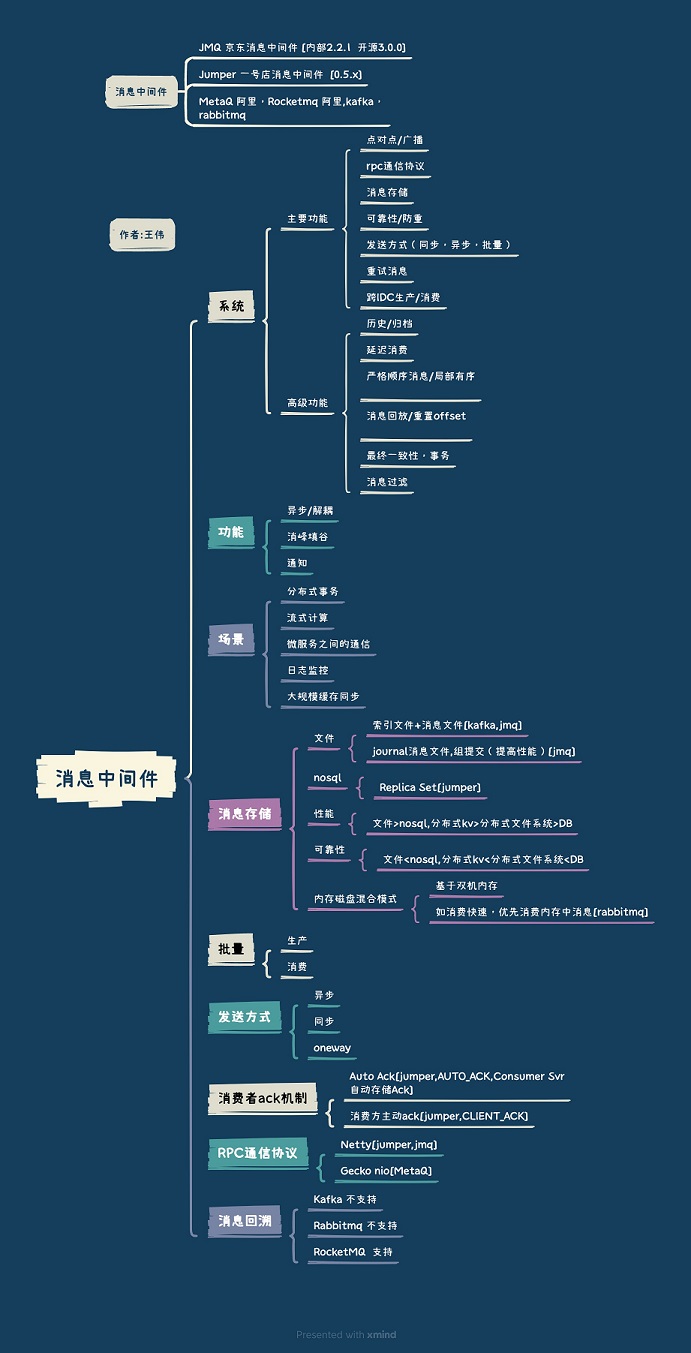 JMQ 京东消息中间件 [内部2.2.1 开源3.0.0]
Jumper 一号店消息中间件 [0.5.x]
消息中间件
MetaQ 阿里，Rocketmq 阿里,kafka，
rabbitmq
作者:王伟
点对点/广播
rpc通信协议
消息存储
主要功能
可靠性/防重
发送方式（同步，异步，批量）
重试消息
跨IDC生产/消费
系统
历史/归档
延迟消费
严格顺序消息/局部有序
高级功能
消息回放/重置offset
最终一致性，事务
消息过滤
功能
异步/解耦
消峰填谷
通知
场景
分布式事务
流式计算
微服务之间的通信
日志监控
大规模缓存同步
消息中间件
消息存储
文件
索引文件+消息文件[kafka,jmq]
journal消息文件,组提交（提高性能）[jmq]
nosql
Replica Set[jumper]
性能
文件>nosql,分布式kv>分布式文件系统>DB
可靠性
文件<nosql,分布式kv<分布式文件系统<DB
内存磁盘混合模式
基于双机内存
如消费快速，优先消费内存中消息[rabbitmq]
批量
生产
消费
发送方式
异步
同步
oneway
消费者ack机制
Auto Ack[jumper,AUTO_ACK,Consumer Svr
自动存储Ack]
消费方主动ack[jumper,CLIENT_ACK]
RPC通信协议
Netty[jumper,jmq]
Gecko nio[MetaQ]
消息回溯
Kafka 不支持
Rabbitmq 不支持
RocketMQ 支持
Presented with xmind